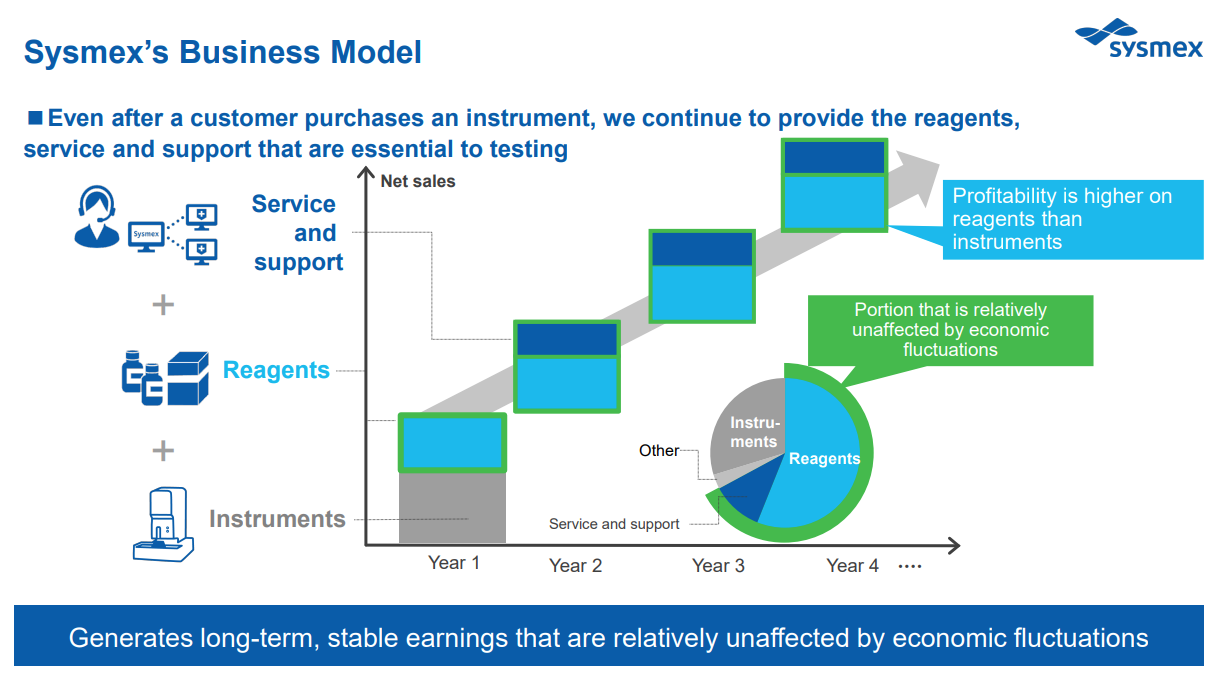 Sysmex's Business Model
sysmex
■Even after a customer purchases an instrument, we continue to provide the reagents,
service and support that are essential to testing
Net sales
Service
and
support
Sysmex
Profitability is higher on
reagents than
instruments
+
Portion that is relatively
unaffected by economic
fluctuations
Reagents
Instru-
ments
Other
Reagents
+
Instruments
Service and support
Year 1
Year 2
Year 3
Year 4
····
Generates long-term, stable earnings that are relatively unaffected by economic fluctuations